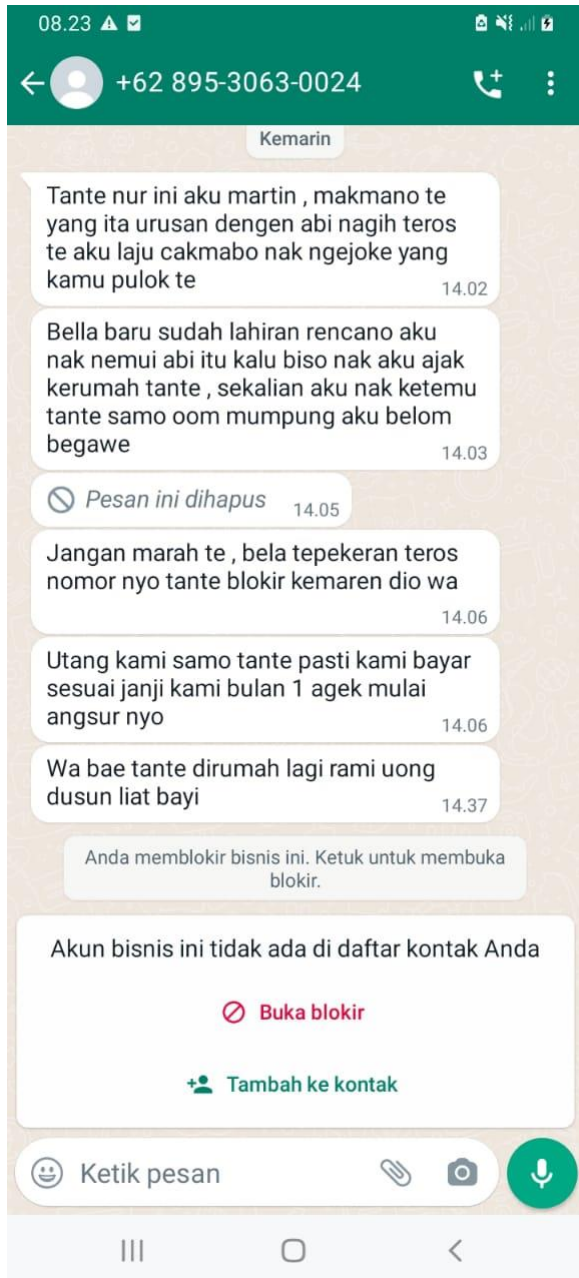 08.23
+62 895-3063-0024
Kemarin
Tante nur ini aku martin , makmano te
yang ita urusan dengen abi nagih teros
te aku laju cakmabo nak ngejoke yang
kamu pulok te
14.02
Bella baru sudah lahiran rencano aku
nak nemui abi itu kalu biso nak aku ajak
kerumah tante , sekalian aku nak ketemu
tante samo oom mumpung aku belom
begawe
14.03
Pesan ini dihapus
14.05
Jangan marah te , bela tepekeran teros
nomor nyo tante blokir kemaren dio wa
14.06
Utang kami samo tante pasti kami bayar
sesuai janji kami bulan 1 agek mulai
angsur nyo
14.06
Wa bae tante dirumah lagi rami uong
dusun liat bayi
14.37
Anda memblokir bisnis ini. Ketuk untuk membuka
blokir.
Akun bisnis ini tidak ada di daftar kontak Anda
Buka blokir
Tambah ke kontak
Ketik pesan